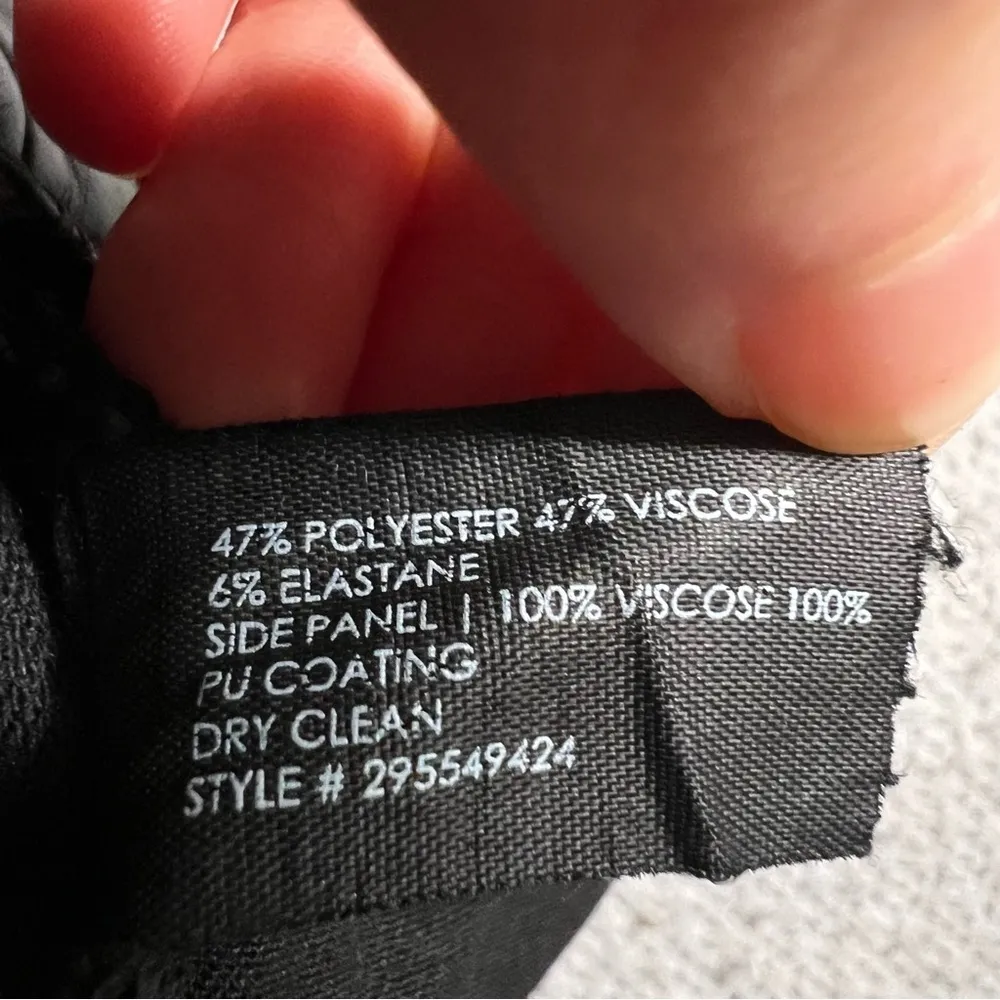 47% POLYESTER 47% VISCOSE
6% ELASTANE
SIDE PANEL | 100% VISCOSE 100%
PU COATING
DRY CLEAN
STYLE # 295549424